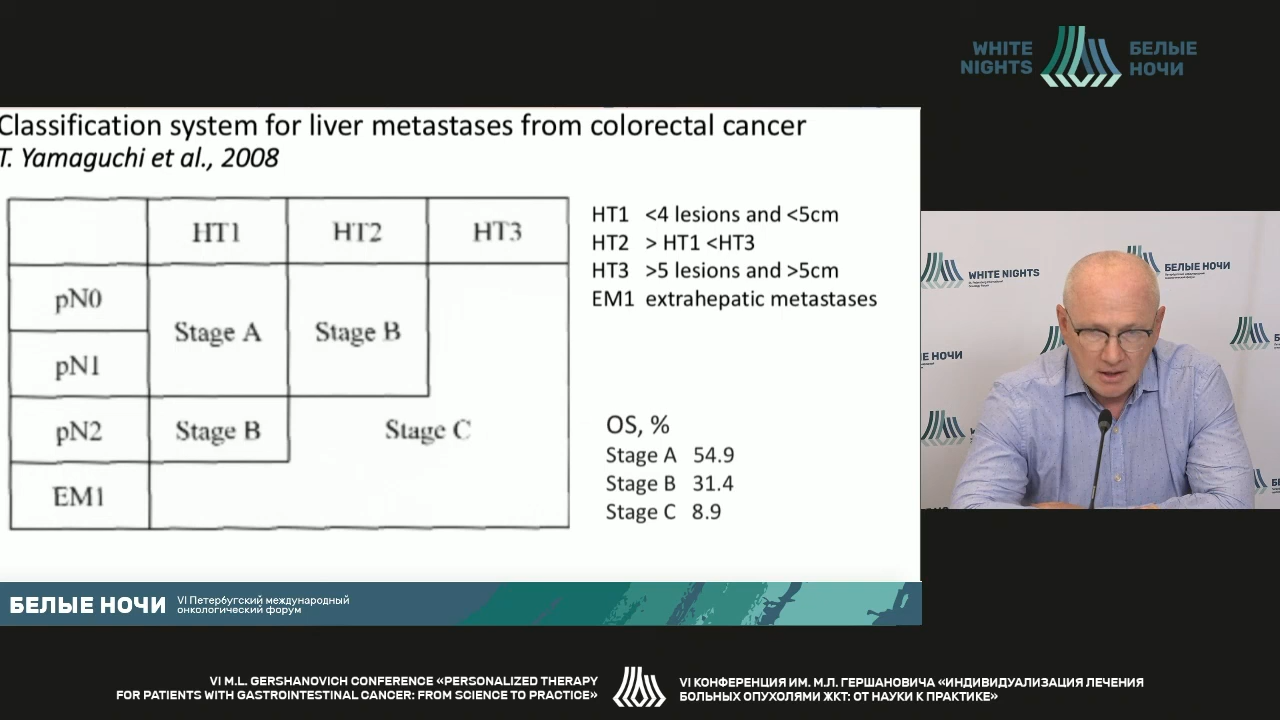 WHITE
NIGHTS
БЕЛЫЕ
НОЧИ
Classification system for liver metastases from colorectal cancer
T. Yamaguchi et al., 2008
HT1 HT2 HT3
pN0
pN1
Stage A Stage B
pN2 Stage B Stage C
EM1
HT1 <4 lesions and <5cm
HT2 > HT1 <HT3
HT3 >5 lesions and >5cm
EM1 extrahepatic metastases
OS, %
Stage A 54.9
Stage B 31.4
Stage C 8.9
WHITE NIGHTS
БЕЛЫЕ НОЧИ
ЫЕ НОЧИ
БЕЛЫЕ НОЧИ
VI Петербургский международный
онкологический форум
VI M.L. GERSHANOVICH CONFERENCE «PERSONALIZED THERAPY
FOR PATIENTS WITH GASTROINTESTINAL CANCER: FROM SCIENCE TO PRACTICE»
VI КОНФЕРЕНЦИЯ ИМ. М.Л. ГЕРШАНОВИЧА «ИНДИВИДУАЛИЗАЦИЯ ЛЕЧЕНИЯ
БОЛЬНЫХ ОПУХОЛЯМИ ЖКТ: ОТ НАУКИ К ПРАКТИКЕ»